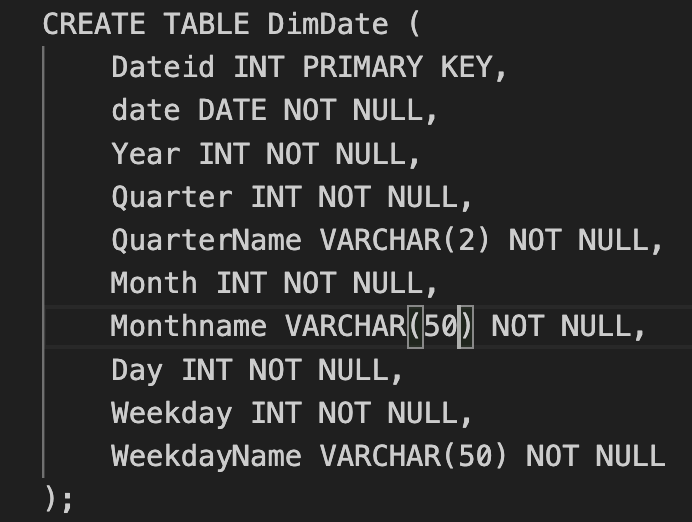 CREATE TABLE DimDate (
Dateid INT PRIMARY KEY,
date DATE NOT NULL,
Year INT NOT NULL,
Quarter INT NOT NULL,
QuarterName VARCHAR(2) NOT NULL,
Month INT NOT NULL,
Monthname VARCHAR(50) NOT NULL,
Day INT NOT NULL,
Weekday INT NOT NULL,
WeekdayName VARCHAR(50) NOT NULL
);